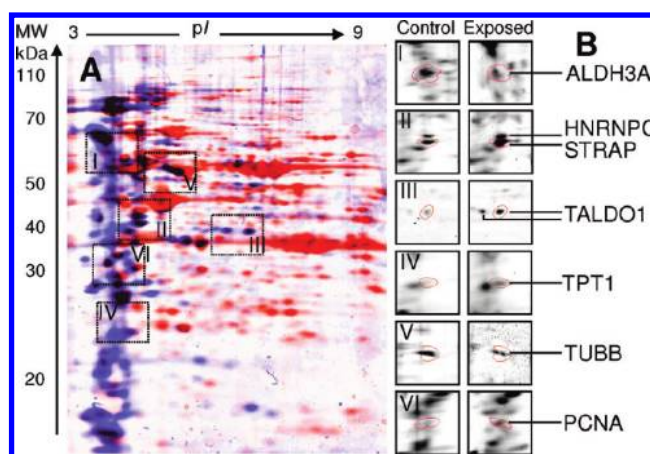 MW 3 pI 9 Control Exposed B
kDa
110
70
60
50
40
30
20
A
I
V
II
III
VI
IV
I ALDH3A
II HNRNPC
STRAP
III TALDO1
IV TPT1
V TUBB
VI PCNA